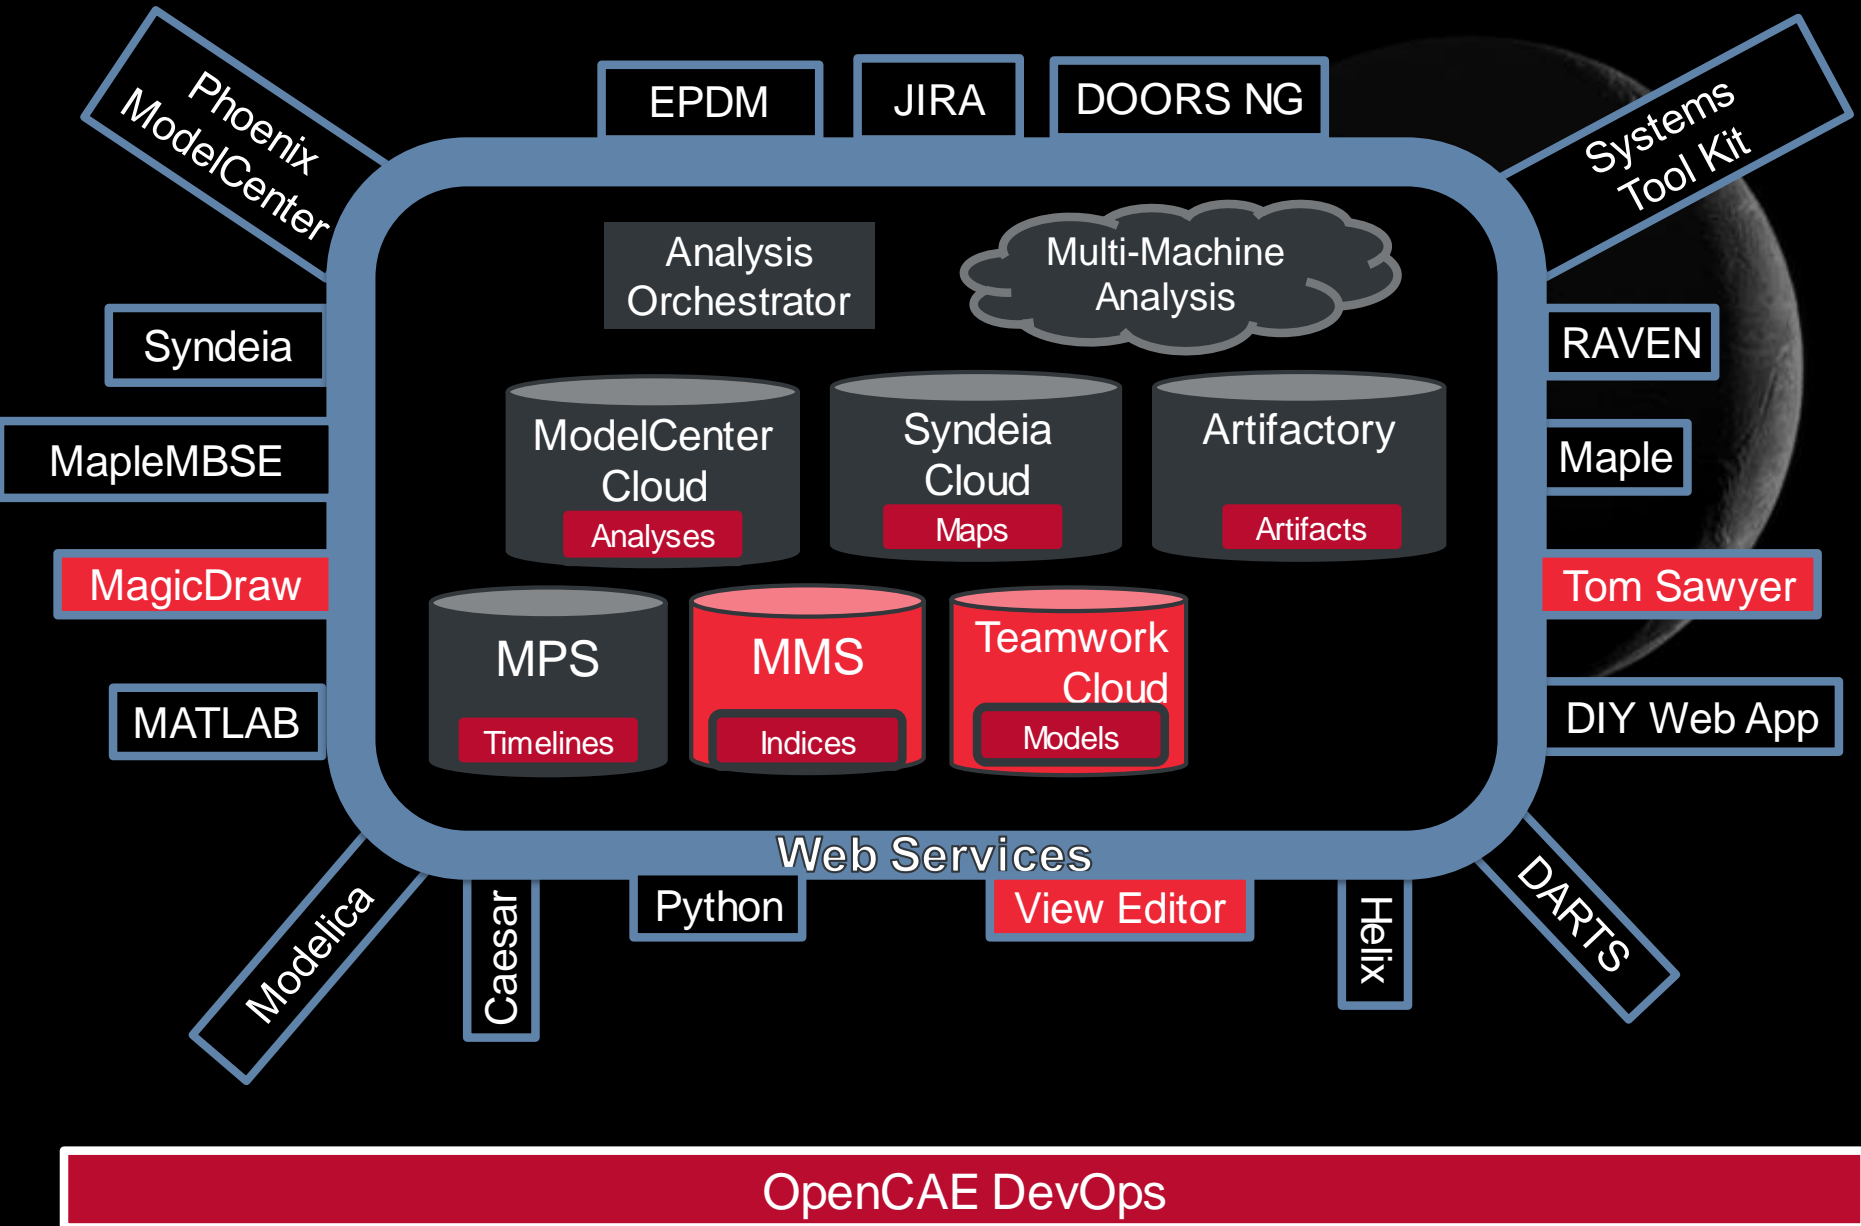 Phoenix
ModelCenter
EPDM
JIRA
DOORS NG
Systems
Tool Kit
Analysis
Orchestrator
Multi-Machine
Analysis
Syndeia
RAVEN
ModelCenter
Cloud
Analyses
Syndeia
Cloud
Maps
Artifactory
Artifacts
MapleMBSE
Maple
MagicDraw
Tom Sawyer
MPS
Timelines
MMS
Indices
Teamwork
Cloud
Models
MATLAB
DIY Web App
Web Services
Modelica
Caesar
Python
View Editor
Helix
DARTS
OpenCAE DevOps